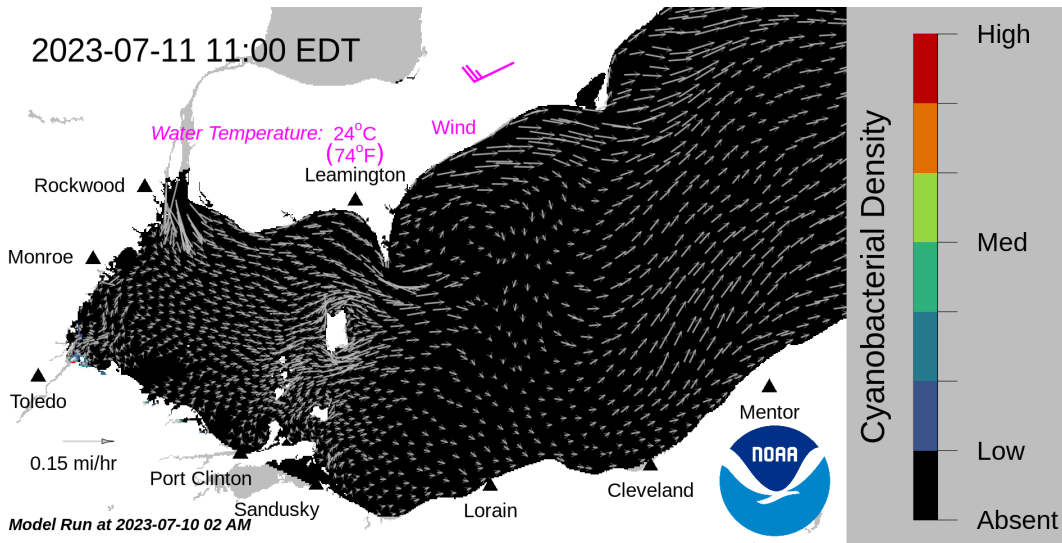 2023-07-11 11:00 EDT
Water Temperature: 24°C
(74°F)
Wind
Leamington
Rockwood
Monroe
Toledo
0.15 mi/hr
Port Clinton
Sandusky
Lorain
Cleveland
Mentor
NOAA
Model Run at 2023-07-10 02 AM
Cyanobacterial Density
High
Med
Low
Absent